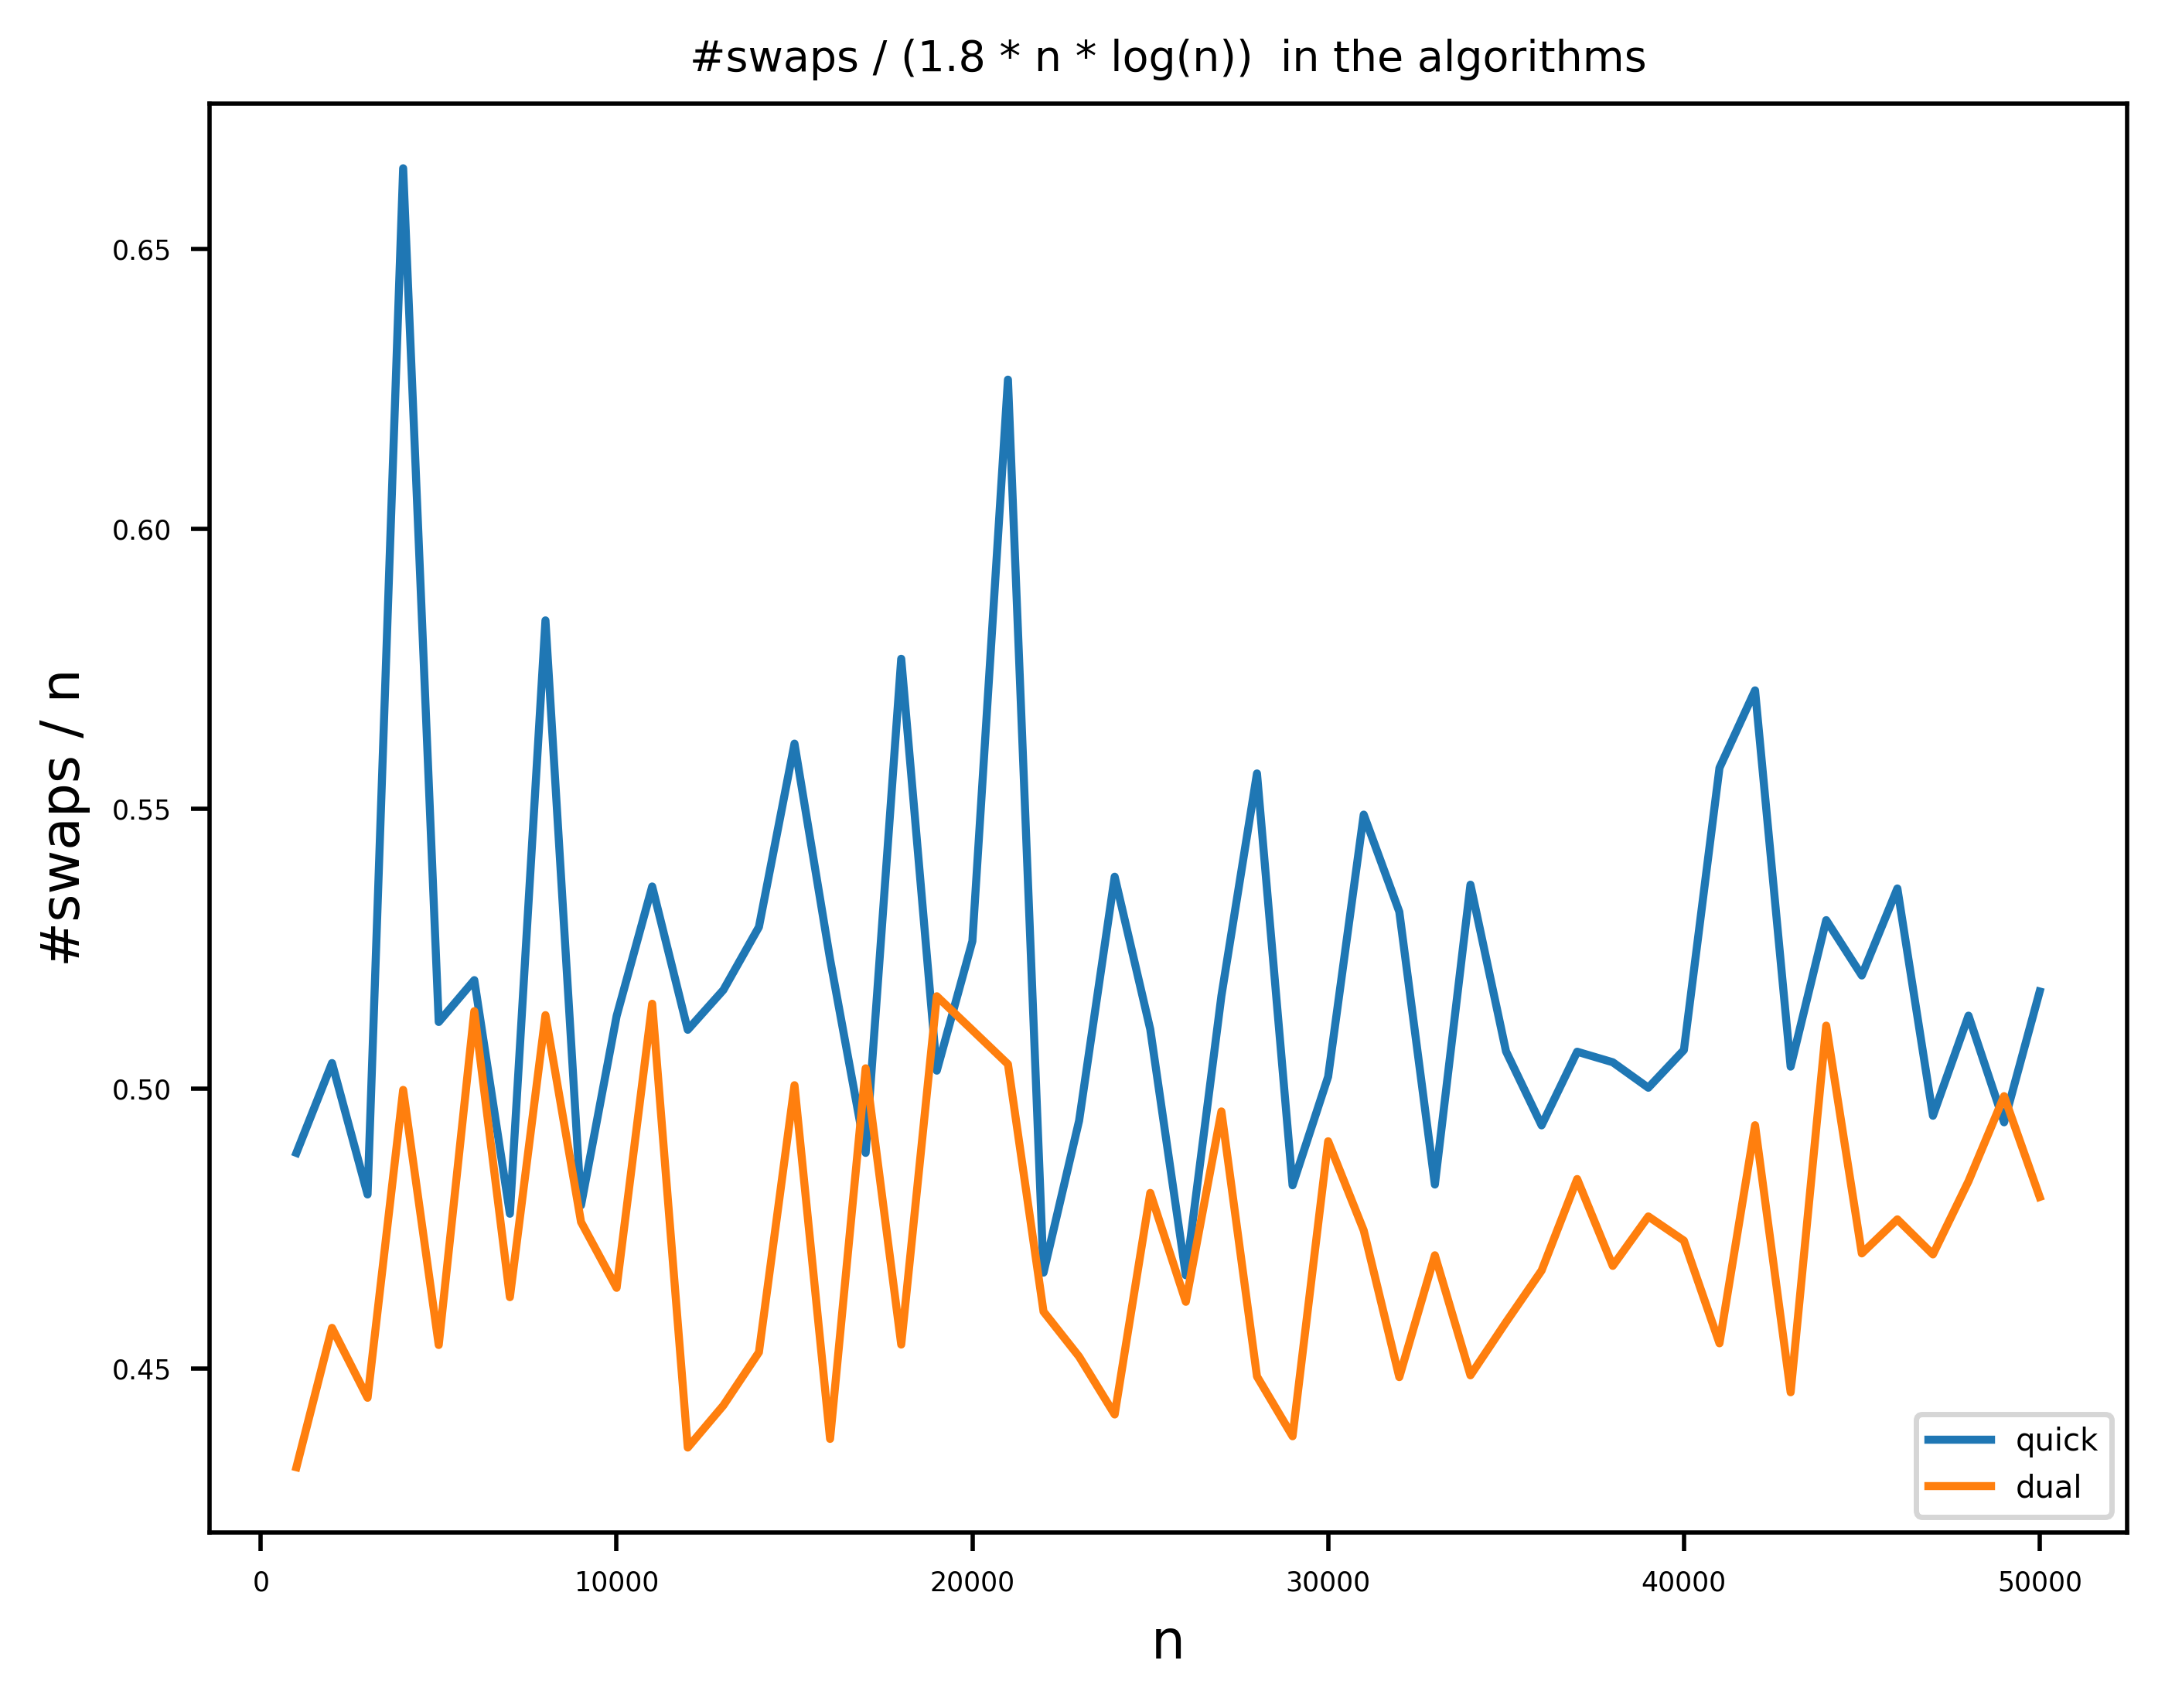 #swaps / (1.8 * n * log(n))  in the algorithms
#swaps / n
0.65
0.60
0.55
0.50
0.45
0
10000
20000
30000
40000
50000
n
quick
dual